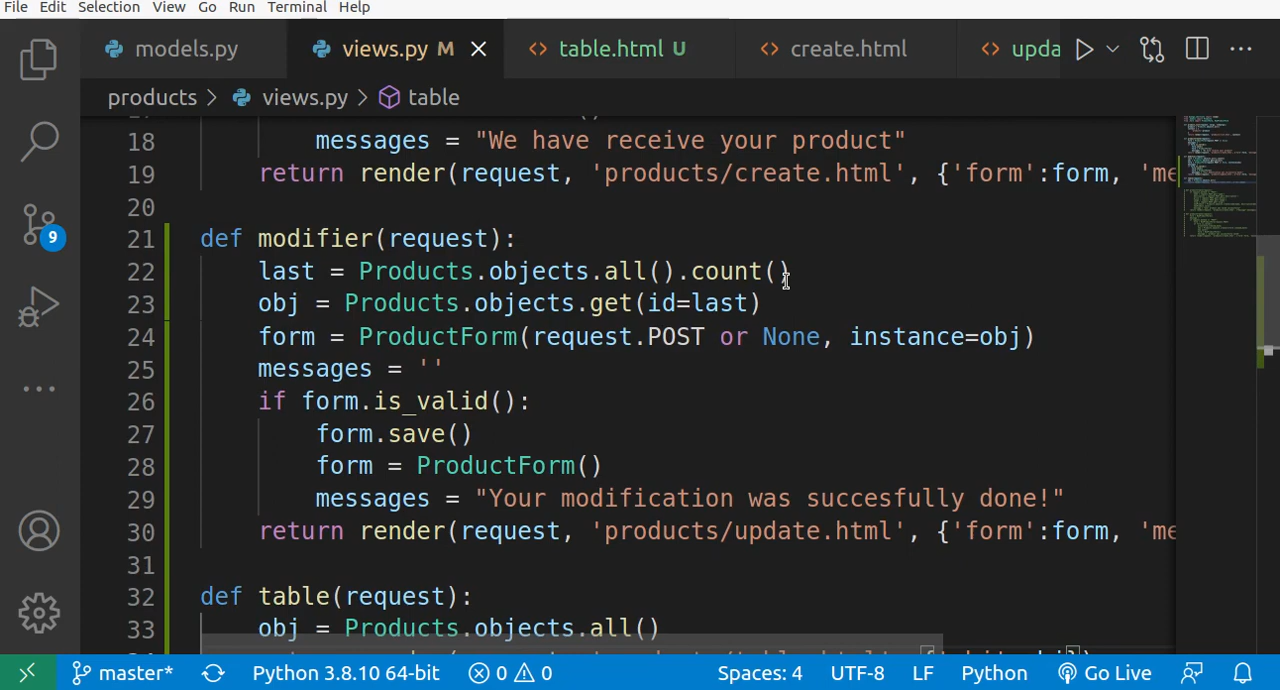 File Edit Selection View Go Run Terminal Help
models.py views.py M table.html U create.html upda
products > views.py > table
18 messages = "We have receive your product"
19 return render(request, 'products/create.html', {'form':form, 'me
20
21 def modifier(request):
22 last = Products.objects.all().count()
23 obj = Products.objects.get(id=last)
24 form = ProductForm(request.POST or None, instance=obj)
25 messages = ''
26 if form.is_valid():
27 form.save()
28 form = ProductForm()
29 messages = "Your modification was succesfully done!"
30 return render(request, 'products/update.html', {'form':form, 'me
31
32 def table(request):
33 obj = Products.objects.all()
9
master* Python 3.8.10 64-bit 0 0 Spaces: 4 UTF-8 LF Python Go Live